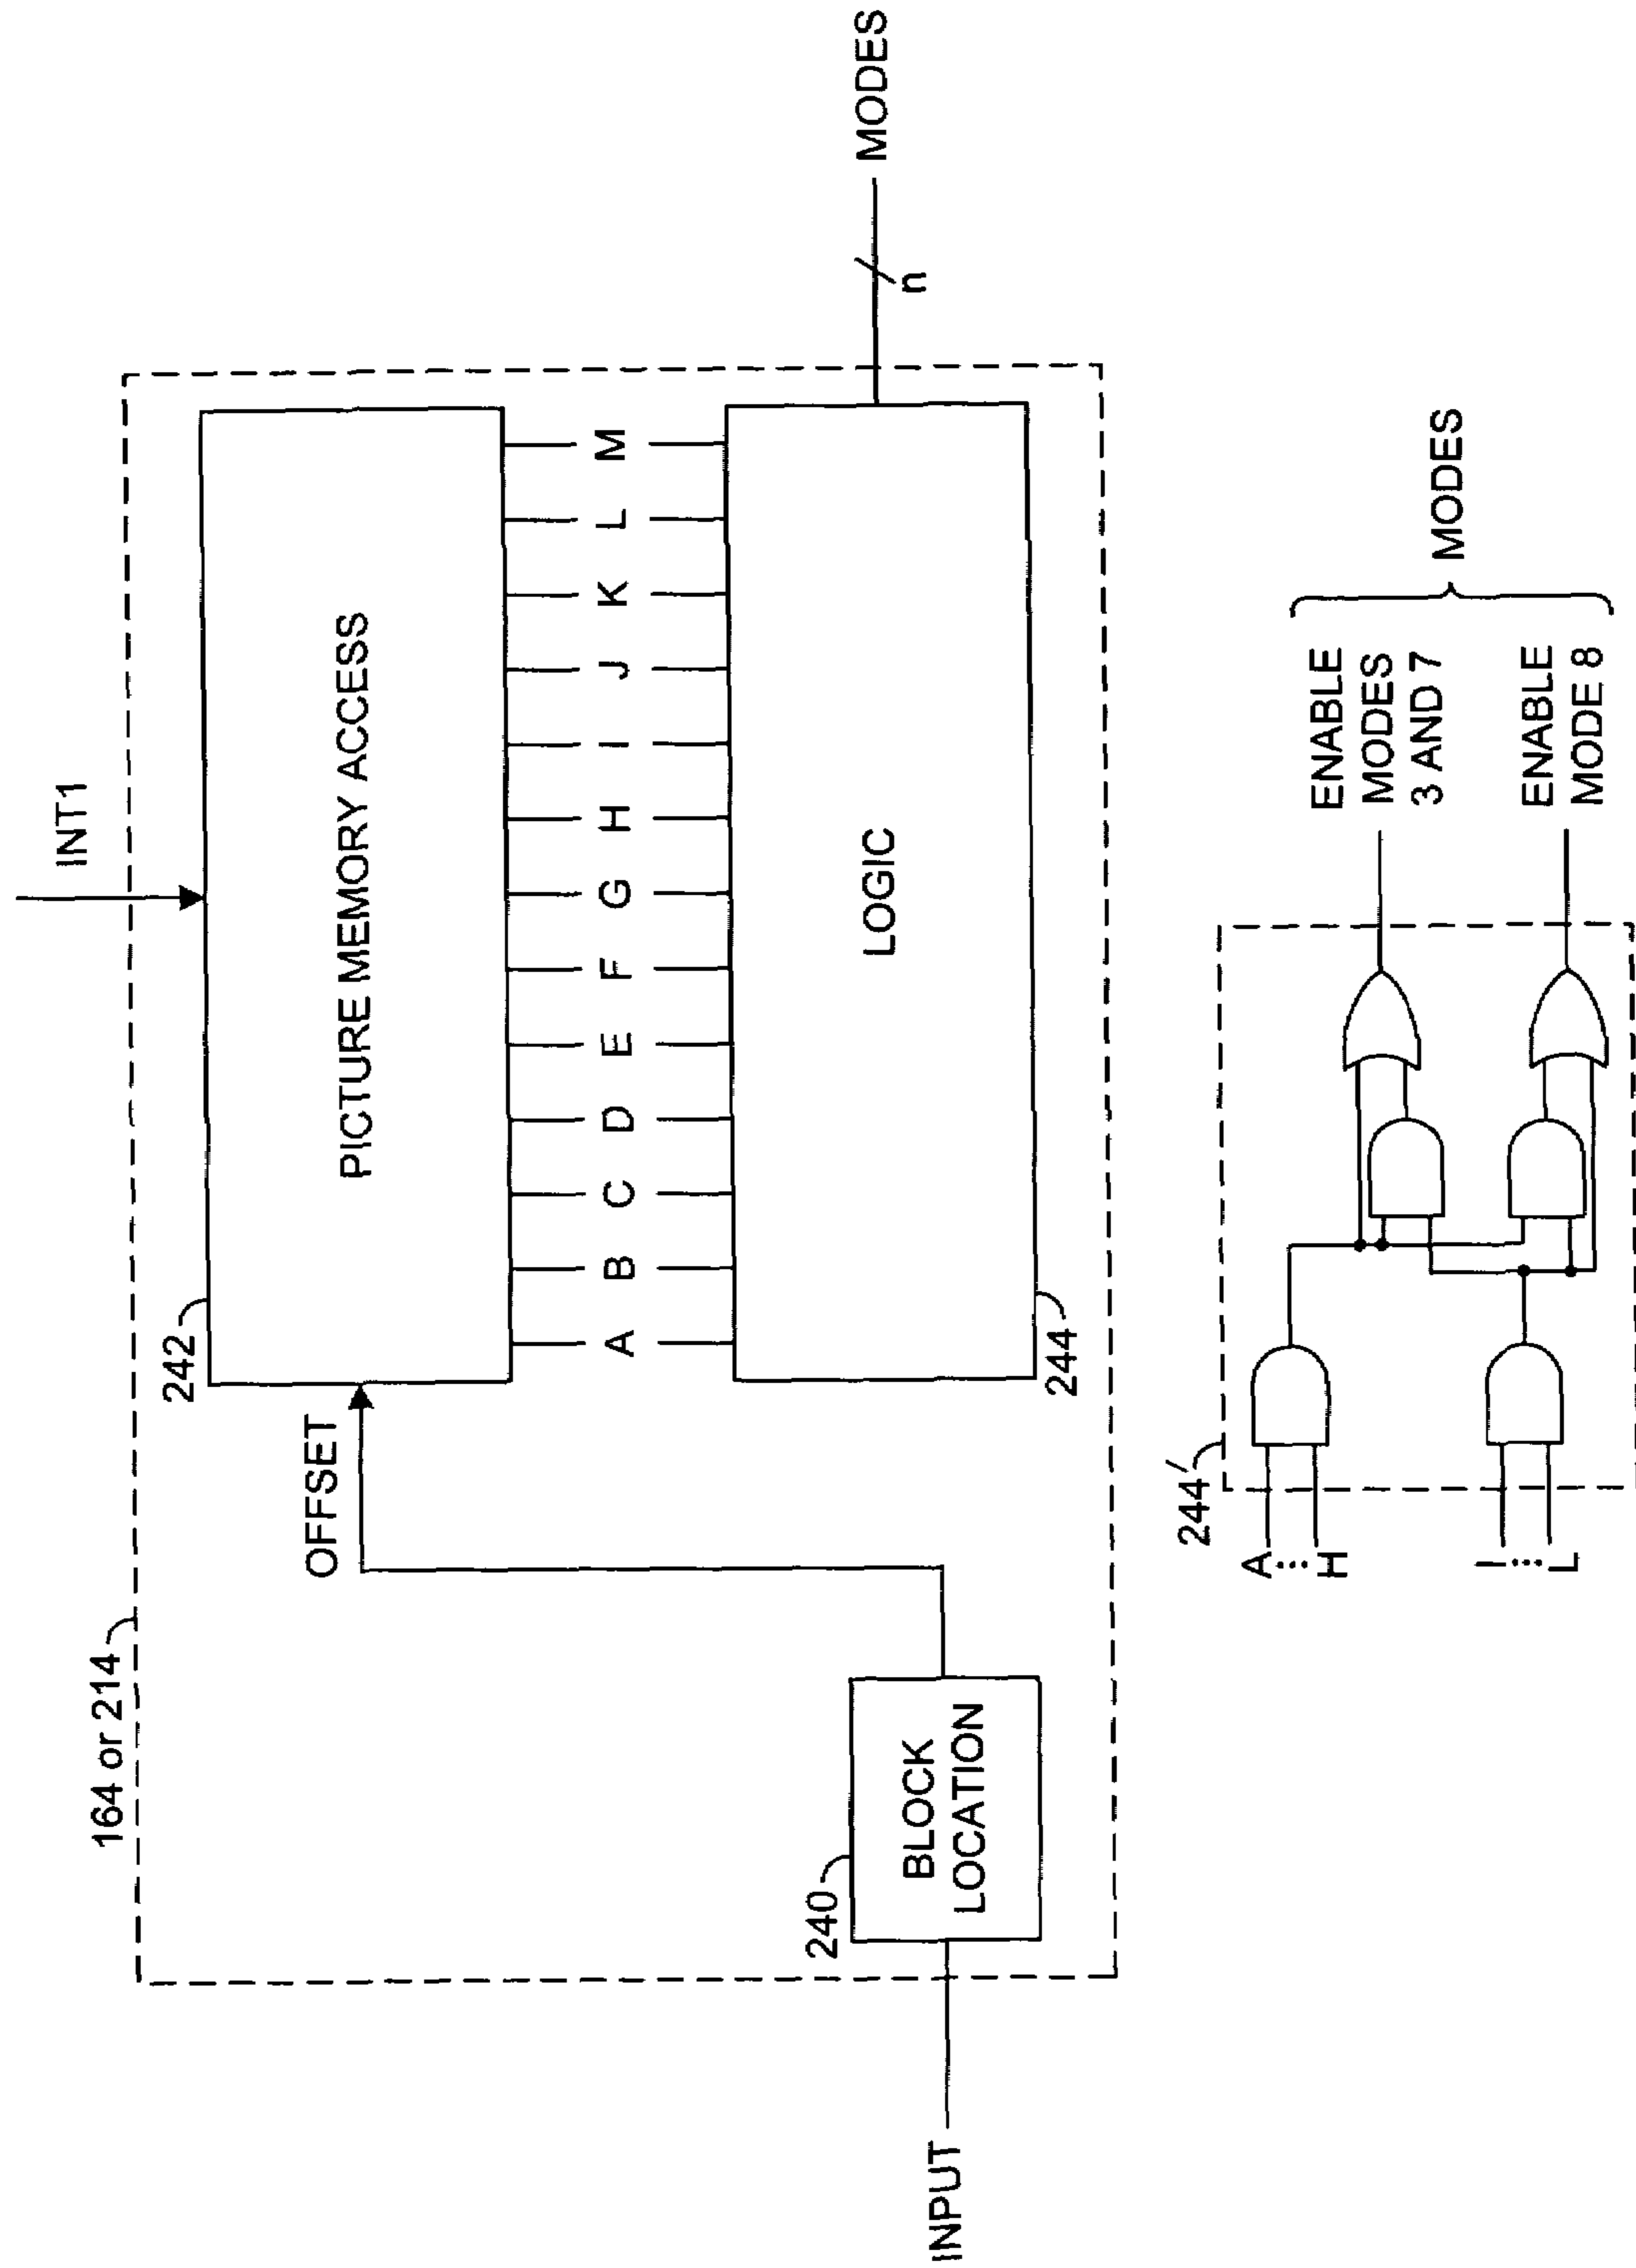 INT1
164 or 214
242
PICTURE MEMORY ACCESS
OFFSET
A B C D E F G H I J K L M
240
BLOCK
LOCATION
INPUT
LOGIC
244
n
MODES
244'
A
⋮
H
I
⋮
L
ENABLE
MODES
3 AND 7
ENABLE
MODE 8
MODES